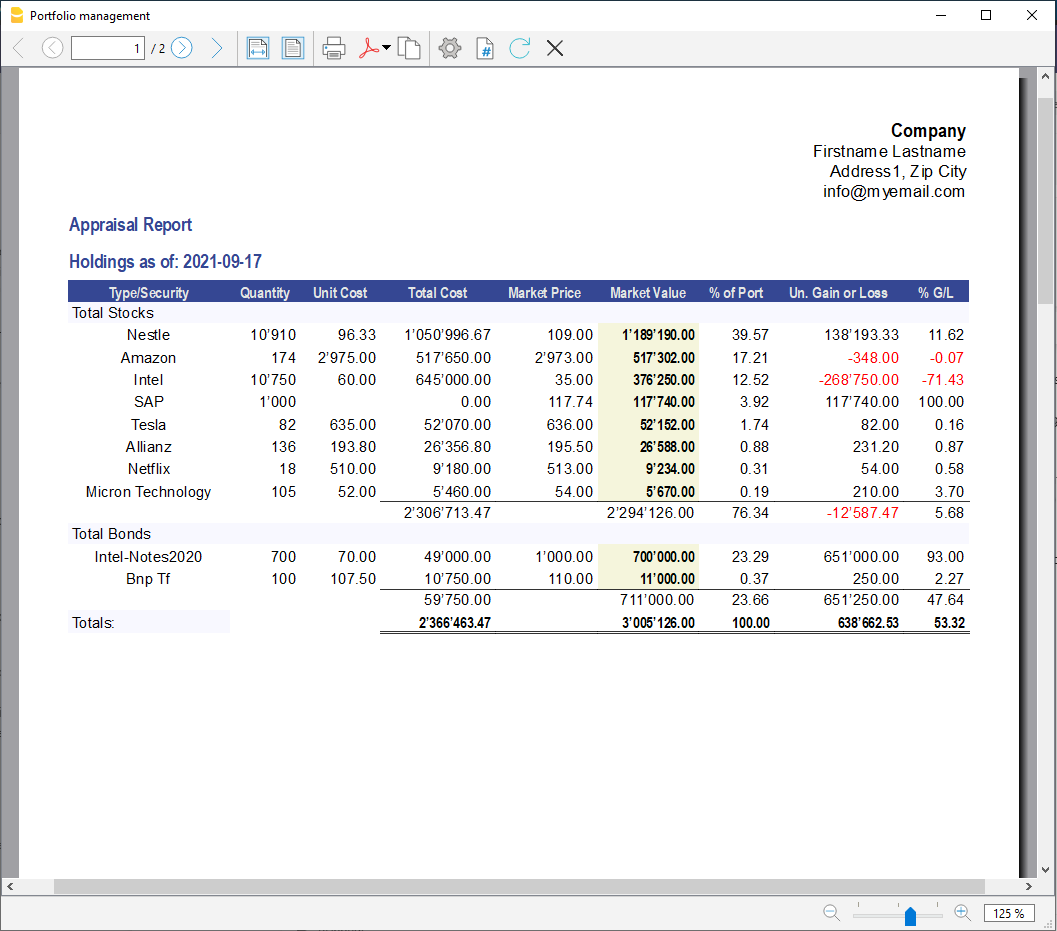 Portfolio management
1 / 2
#
Company
Firstname Lastname
Address1, Zip City
info@myemail.com
Appraisal Report
Holdings as of: 2021-09-17
Type/Security Quantity Unit Cost Total Cost Market Price Market Value % of Port Un. Gain or Loss % G/L
Total Stocks
Nestle 10’910 96.33 1’050’996.67 109.00 1’189’190.00 39.57 138’193.33 11.62
Amazon 174 2’975.00 517’650.00 2’973.00 517’302.00 17.21 -348.00 -0.07
Intel 10’750 60.00 645’000.00 35.00 376’250.00 12.52 -268’750.00 -71.43
SAP 1’000 0.00 117.74 117’740.00 3.92 117’740.00 100.00
Tesla 82 635.00 52’070.00 636.00 52’152.00 1.74 82.00 0.16
Allianz 136 193.80 26’356.80 195.50 26’588.00 0.88 231.20 0.87
Netflix 18 510.00 9’180.00 513.00 9’234.00 0.31 54.00 0.58
Micron Technology 105 52.00 5’460.00 54.00 5’670.00 0.19 210.00 3.70
2’306’713.47 2’294’126.00 76.34 -12’587.47 5.68
Total Bonds
Intel-Notes2020 700 70.00 49’000.00 1’000.00 700’000.00 23.29 651’000.00 93.00
Bnp Tf 100 107.50 10’750.00 110.00 11’000.00 0.37 250.00 2.27
59’750.00 711’000.00 23.66 651’250.00 47.64
Totals: 2’366’463.47 3’005’126.00 100.00 638’662.53 53.32
125 %